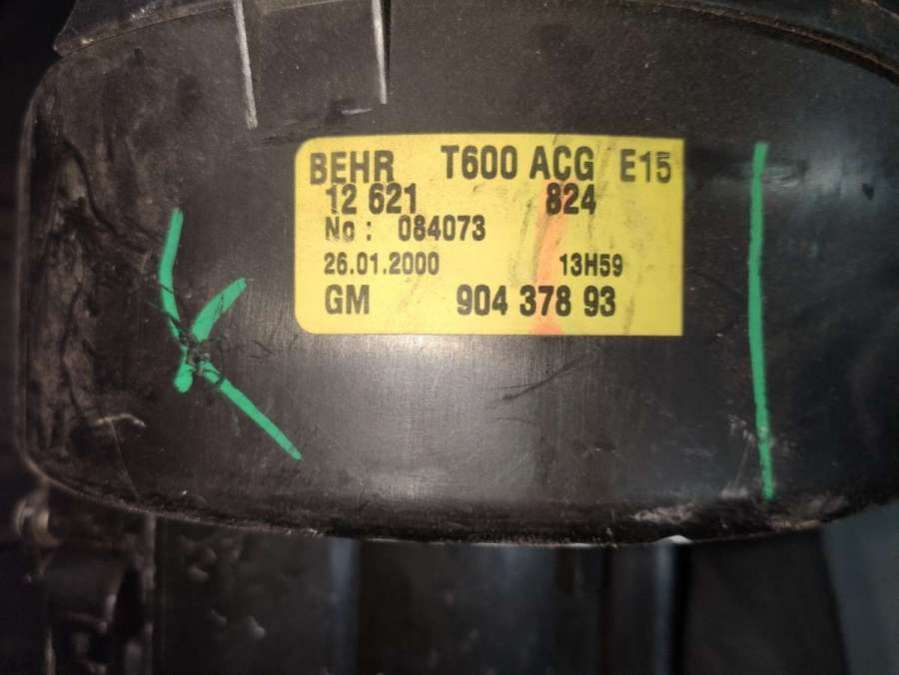 BEHR T600 ACG E15
12 621 824
No : 084073
26.01.2000 13H59
GM 904 378 93